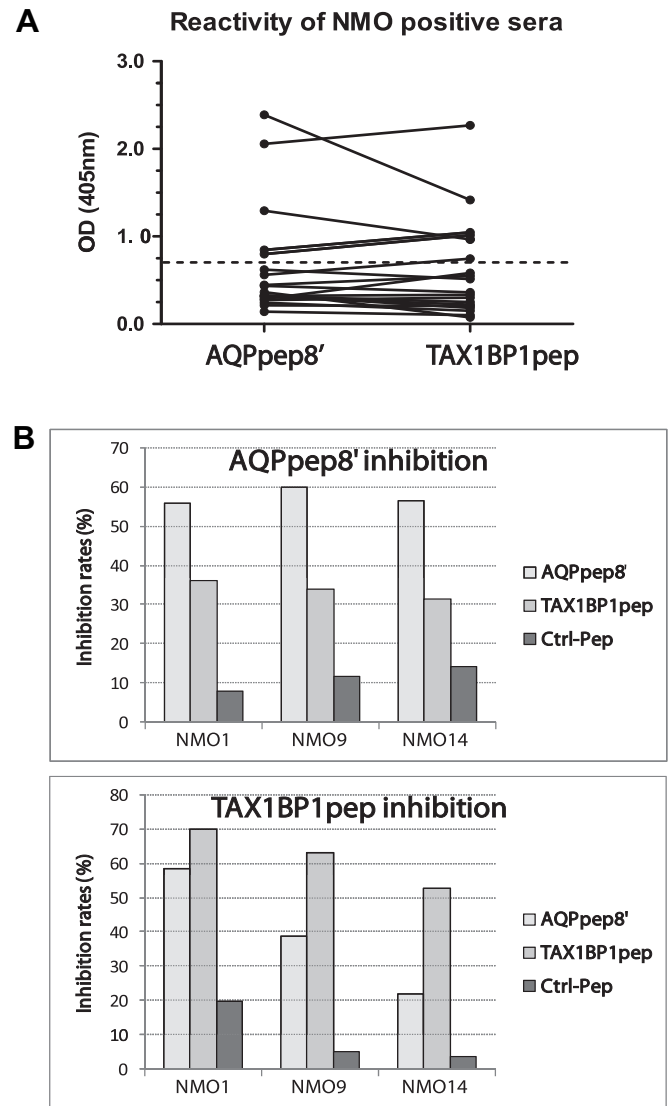 A
Reactivity of NMO positive sera
OD (405nm)
3.0
2.0
1.0
0.0
AQPpep8′
TAX1BP1pep
B
AQPpep8' inhibition
Inhibition rates (%)
70
60
50
40
30
20
10
0
NMO1
NMO9
NMO14
AQPpep8'
TAX1BP1pep
Ctrl-Pep
TAX1BP1pep inhibition
Inhibition rates (%)
80
70
60
50
40
30
20
10
0
NMO1
NMO9
NMO14
AQPpep8'
TAX1BP1pep
Ctrl-Pep